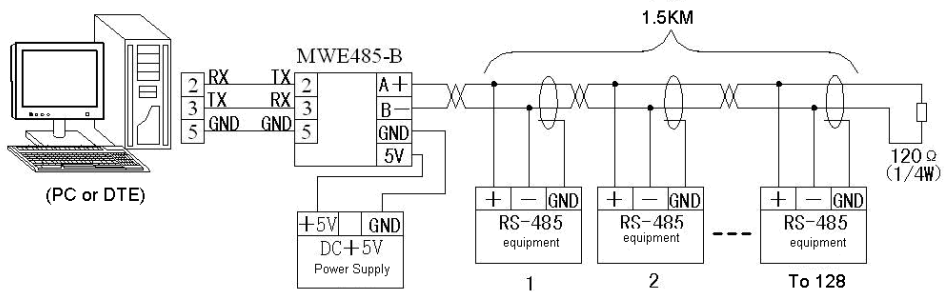 1.5KM
MWE485-B
2 RX TX 2 A+
3 TX RX 3 B-
5 GND GND 5 GND
5V
120Ω
(1/4W)
(PC or DTE)
+5V GND
DC+5V
Power Supply
+ - GND
RS-485
equipment
1
+ - GND
RS-485
equipment
2
+ - GND
RS-485
equipment
To 128